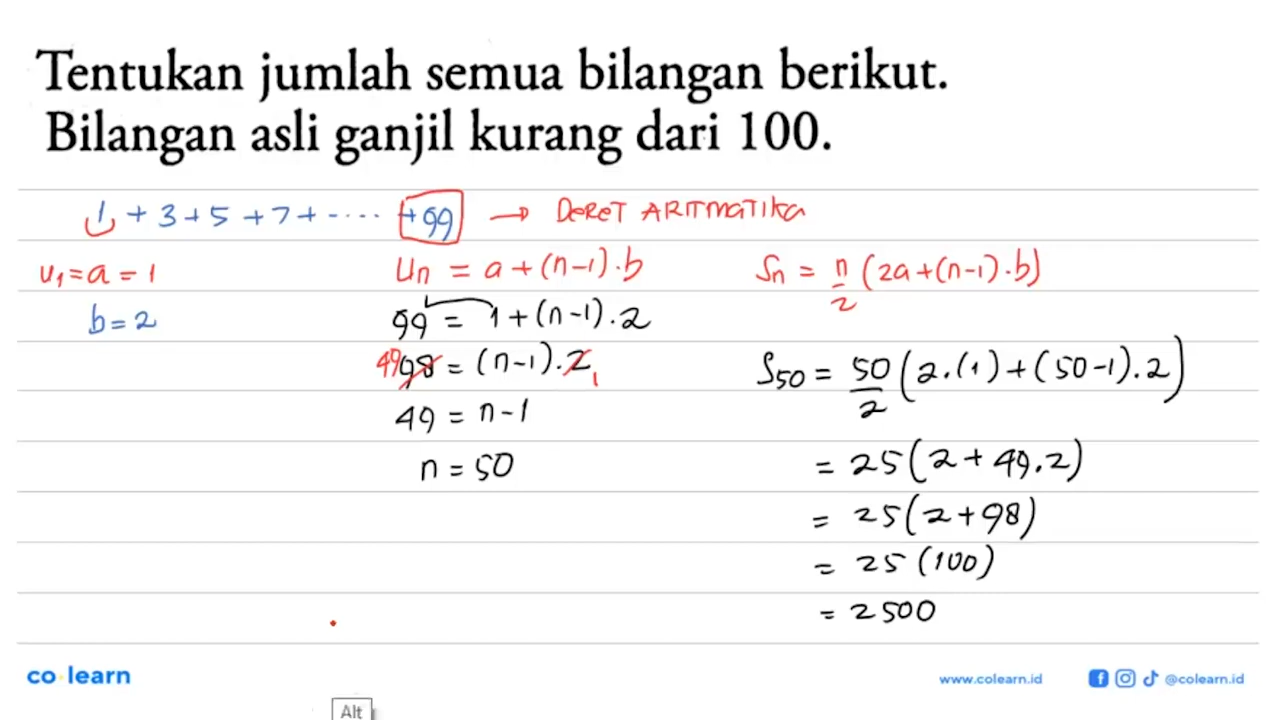 Tentukan jumlah semua bilangan berikut.
Bilangan asli ganjil kurang dari 100.
1 + 3 + 5 + 7 + ..... + 99 → DERET ARITMATIKA
u₁ = a = 1
b = 2
Un = a + (n-1) . b
99 = 1 + (n-1) . 2
49 98 = (n-1) . 2 1
49 = n - 1
n = 50
Sn = n/2 (2a + (n-1) . b)
S50 = 50/2 (2 . (1) + (50-1) . 2)
= 25 (2 + 49 . 2)
= 25 (2 + 98)
= 25 (100)
= 2500
co learn
www.colearn.id
@colearn.id
Alt